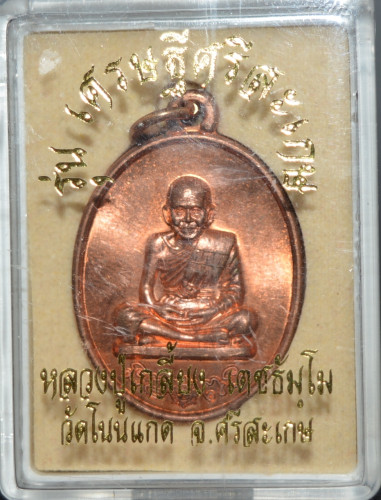 รุ่น เศรษฐีศรีสะเกษ
หลวงปู่เกลี้ยง เตชธัมฺโม
วัดโนนแกด จ.ศรีสะเกษ